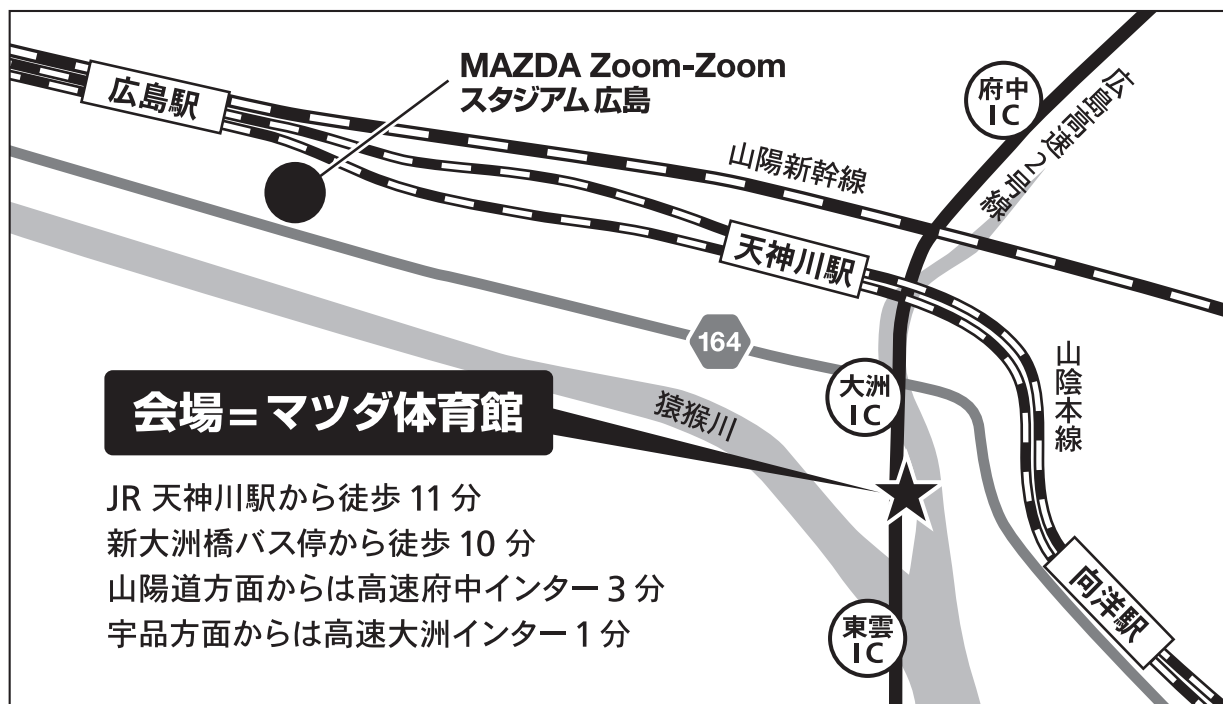 広島駅
MAZDA Zoom-Zoom
スタジアム 広島
府中
IC
広島高速2号線
山陽新幹線
天神川駅
164
大洲
IC
山陰本線
猿猴川
会場=マツダ体育館
JR 天神川駅から徒歩 11 分
新大洲橋バス停から徒歩 10 分
山陽道方面からは高速府中インター 3 分
宇品方面からは高速大洲インター 1 分
向洋駅
東雲
IC